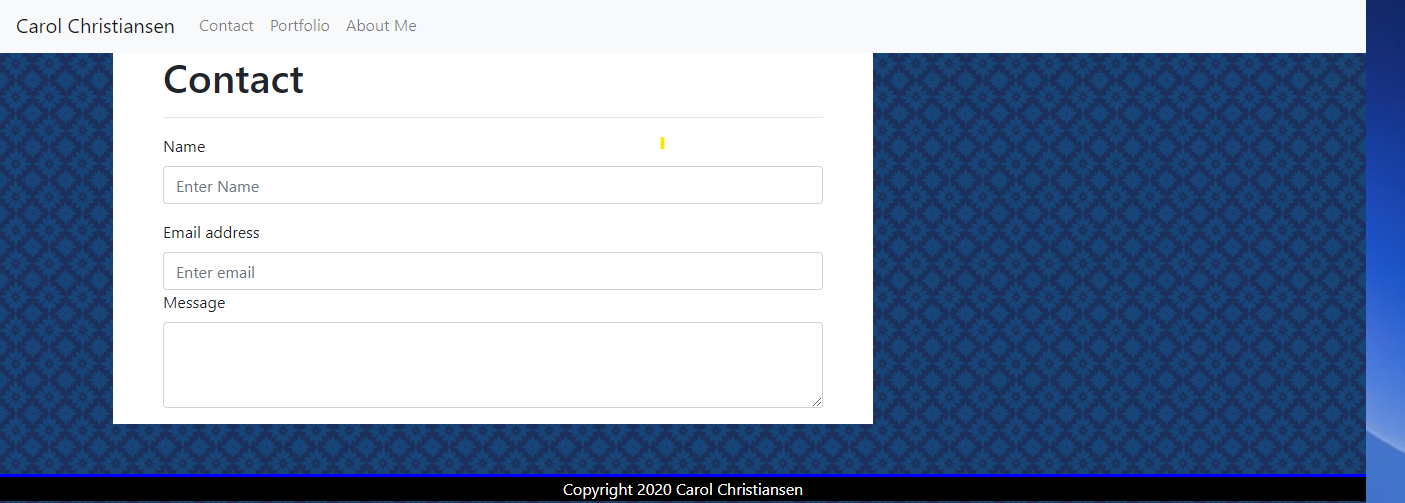 Carol Christiansen Contact Portfolio About Me
Contact
Name
Enter Name
Email address
Enter email
Message
Copyright 2020 Carol Christiansen